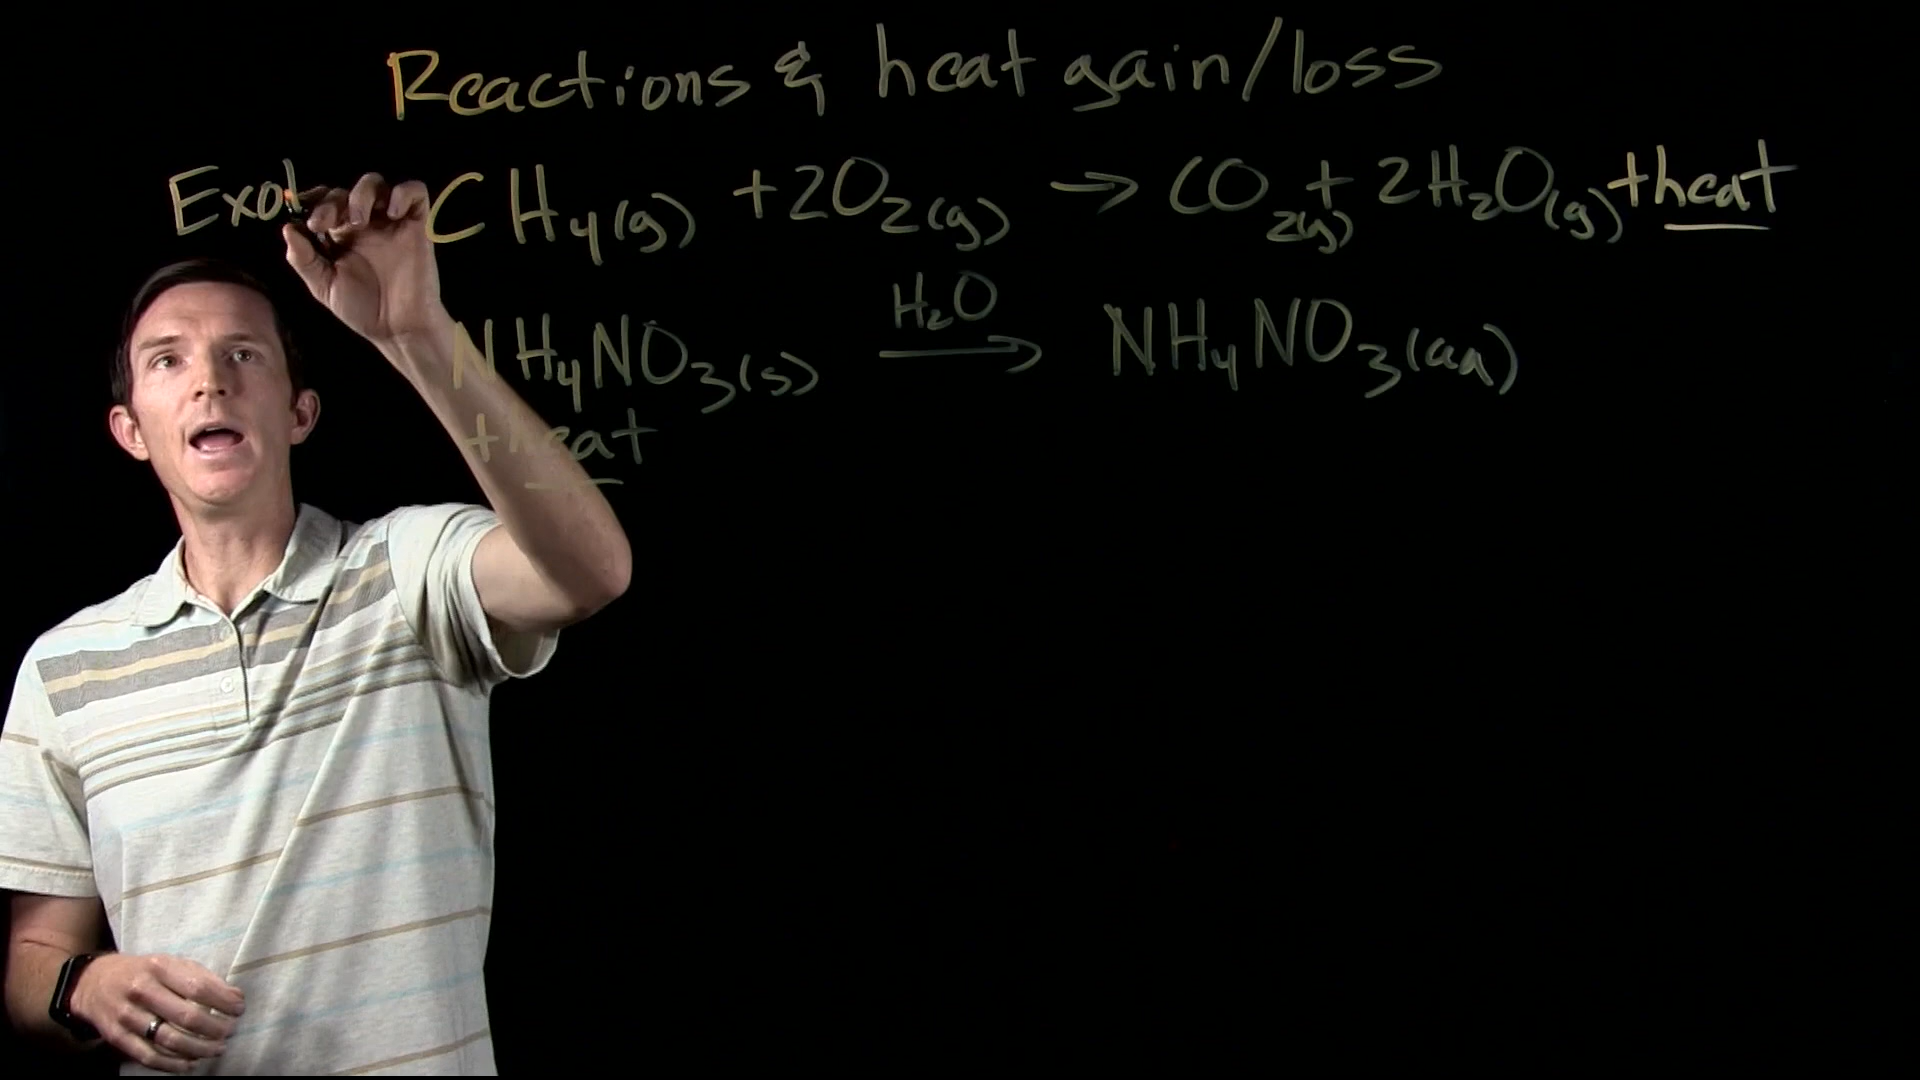 Reactions & heat gain/loss
Exot CH4(g) + 2O2(g) → CO2(g) + 2H2O(g) + heat
H2O
NH4NO3(s) → NH4NO3(aq)
+ heat